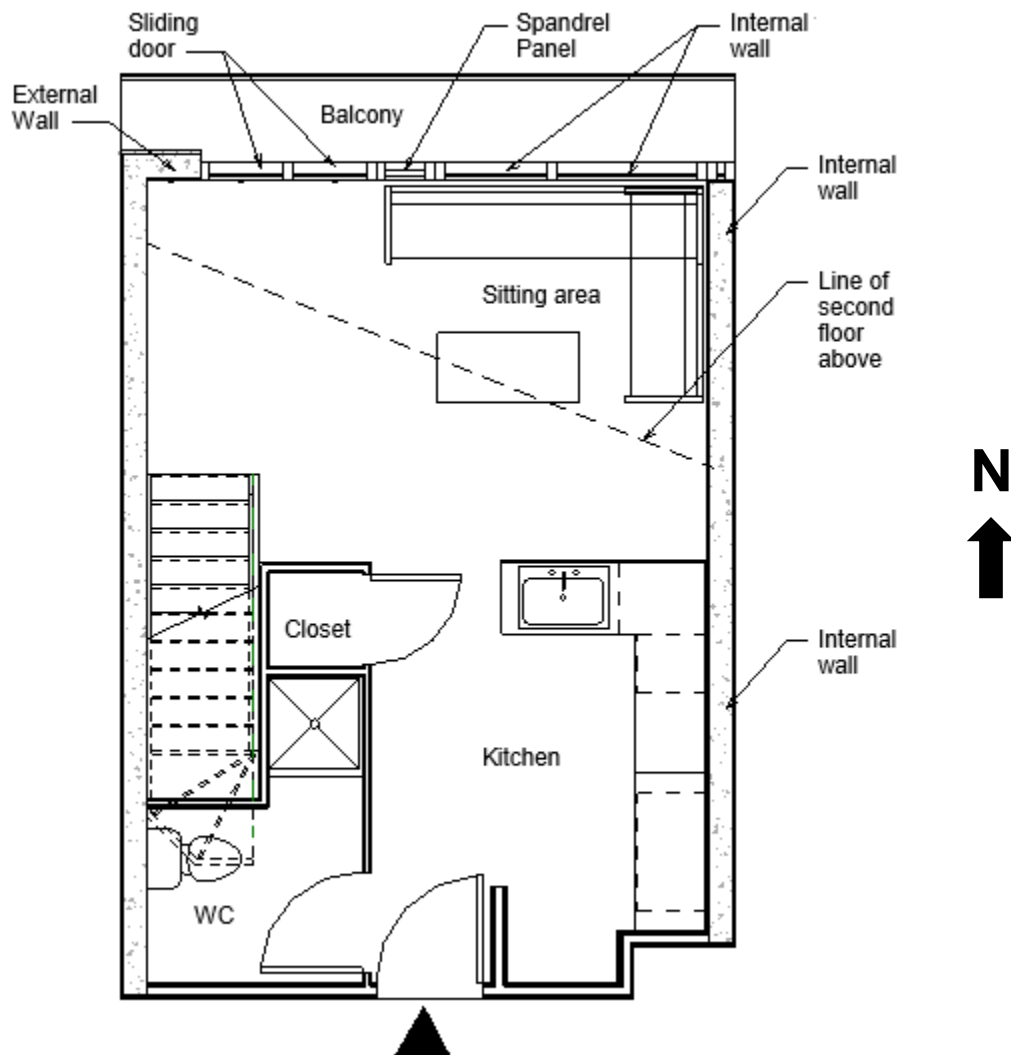 Sliding
door
Spandrel
Panel
Internal
wall
External
Wall
Balcony
Internal
wall
Sitting area
Line of
second
floor
above
N
Closet
Internal
wall
Kitchen
WC